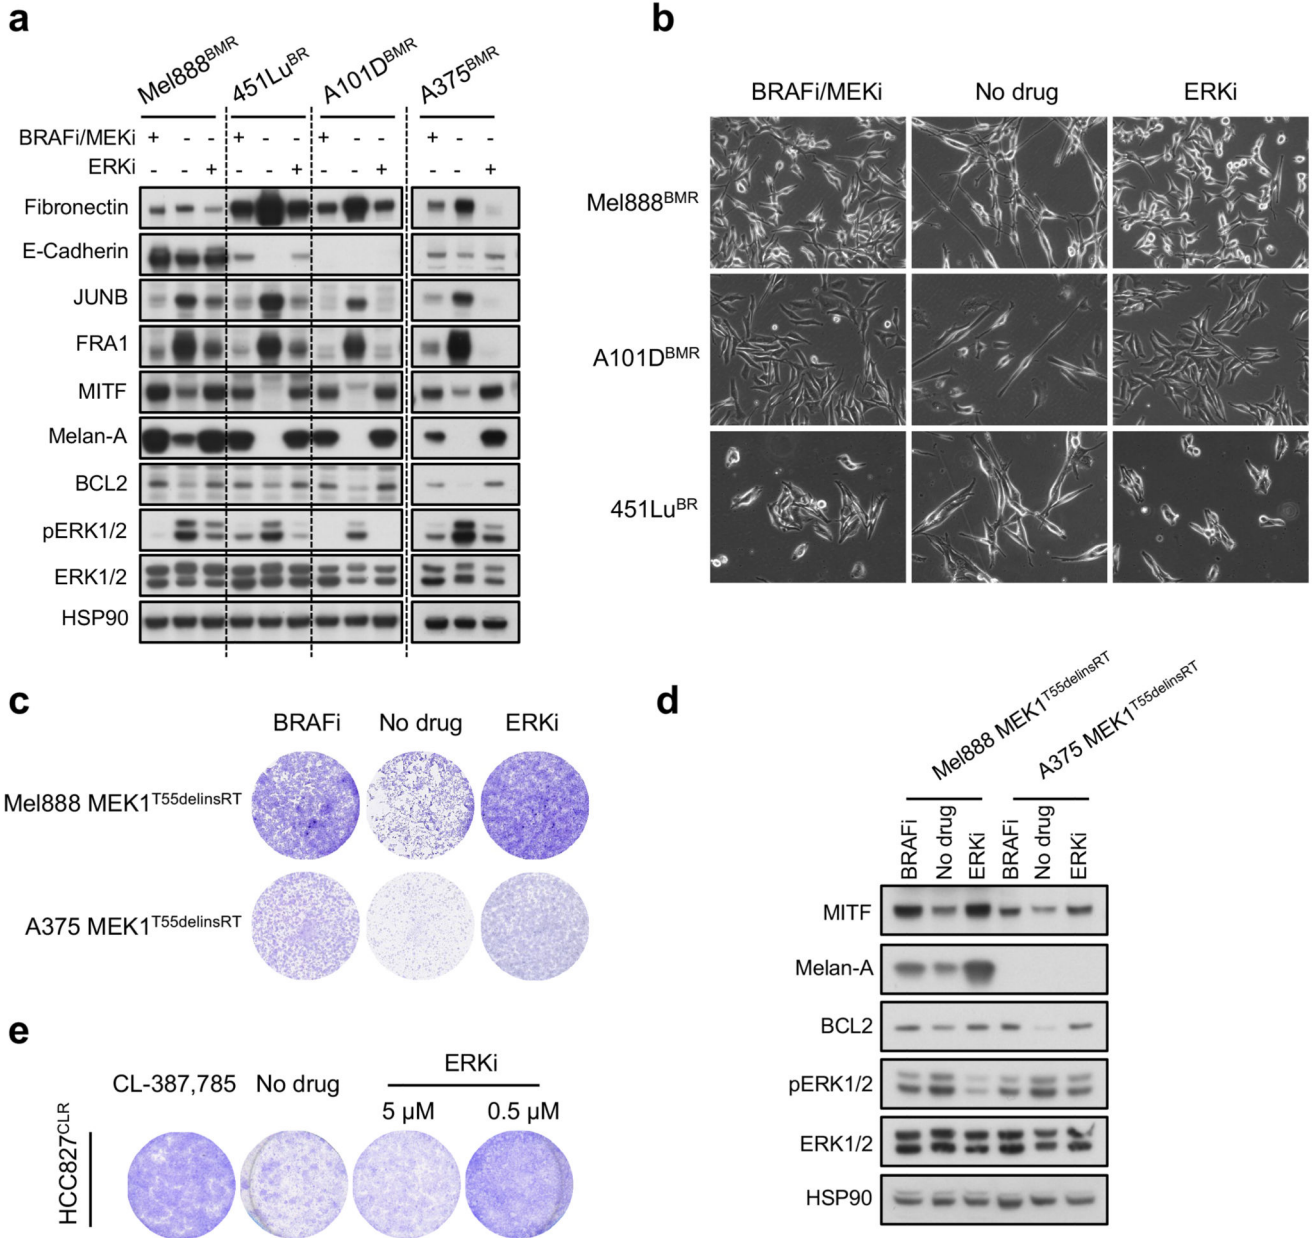 a
Mel888BMR 451LuBR A101DBMR A375BMR
BRAFi/MEKi + - - + - - + - - + - -
ERKi - - + - - + - - + - - +
Fibronectin
E-Cadherin
JUNB
FRA1
MITF
Melan-A
BCL2
pERK1/2
ERK1/2
HSP90
b
BRAFi/MEKi No drug ERKi
Mel888BMR
A101DBMR
451LuBR
c
BRAFi No drug ERKi
Mel888 MEK1T55delinsRT
A375 MEK1T55delinsRT
d
Mel888 MEK1T55delinsRT A375 MEK1T55delinsRT
BRAFi No drug ERKi BRAFi No drug ERKi
MITF
Melan-A
BCL2
pERK1/2
ERK1/2
HSP90
e
ERKi
CL-387,785 No drug
5 µM 0.5 µM
HCC827CLR